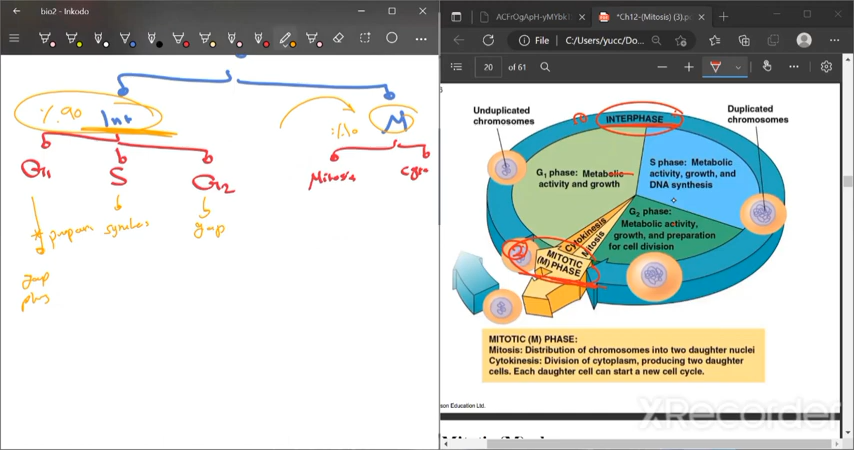 bio2 - Inkodo
%90
Int
M
%10
G1
S
G2
Mitosis
Cyto
synthes
gap
gap
ACFrOgApH-yMYbk1
*Ch12-(Mitosis) (3).pdf
File
C:/Users/yucc/Do...
20 of 61
Unduplicated
chromosomes
Duplicated
chromosomes
INTERPHASE
G1 phase: Metabolic
activity and growth
S phase: Metabolic
activity, growth, and
DNA synthesis
G2 phase:
Metabolic activity,
growth, and preparation
for cell division
Cytokinesis
Mitosis
2
MITOTIC
(M) PHASE
MITOTIC (M) PHASE:
Mitosis: Distribution of chromosomes into two daughter nuclei
Cytokinesis: Division of cytoplasm, producing two daughter
cells. Each daughter cell can start a new cell cycle.
son Education Ltd.
XRecorder